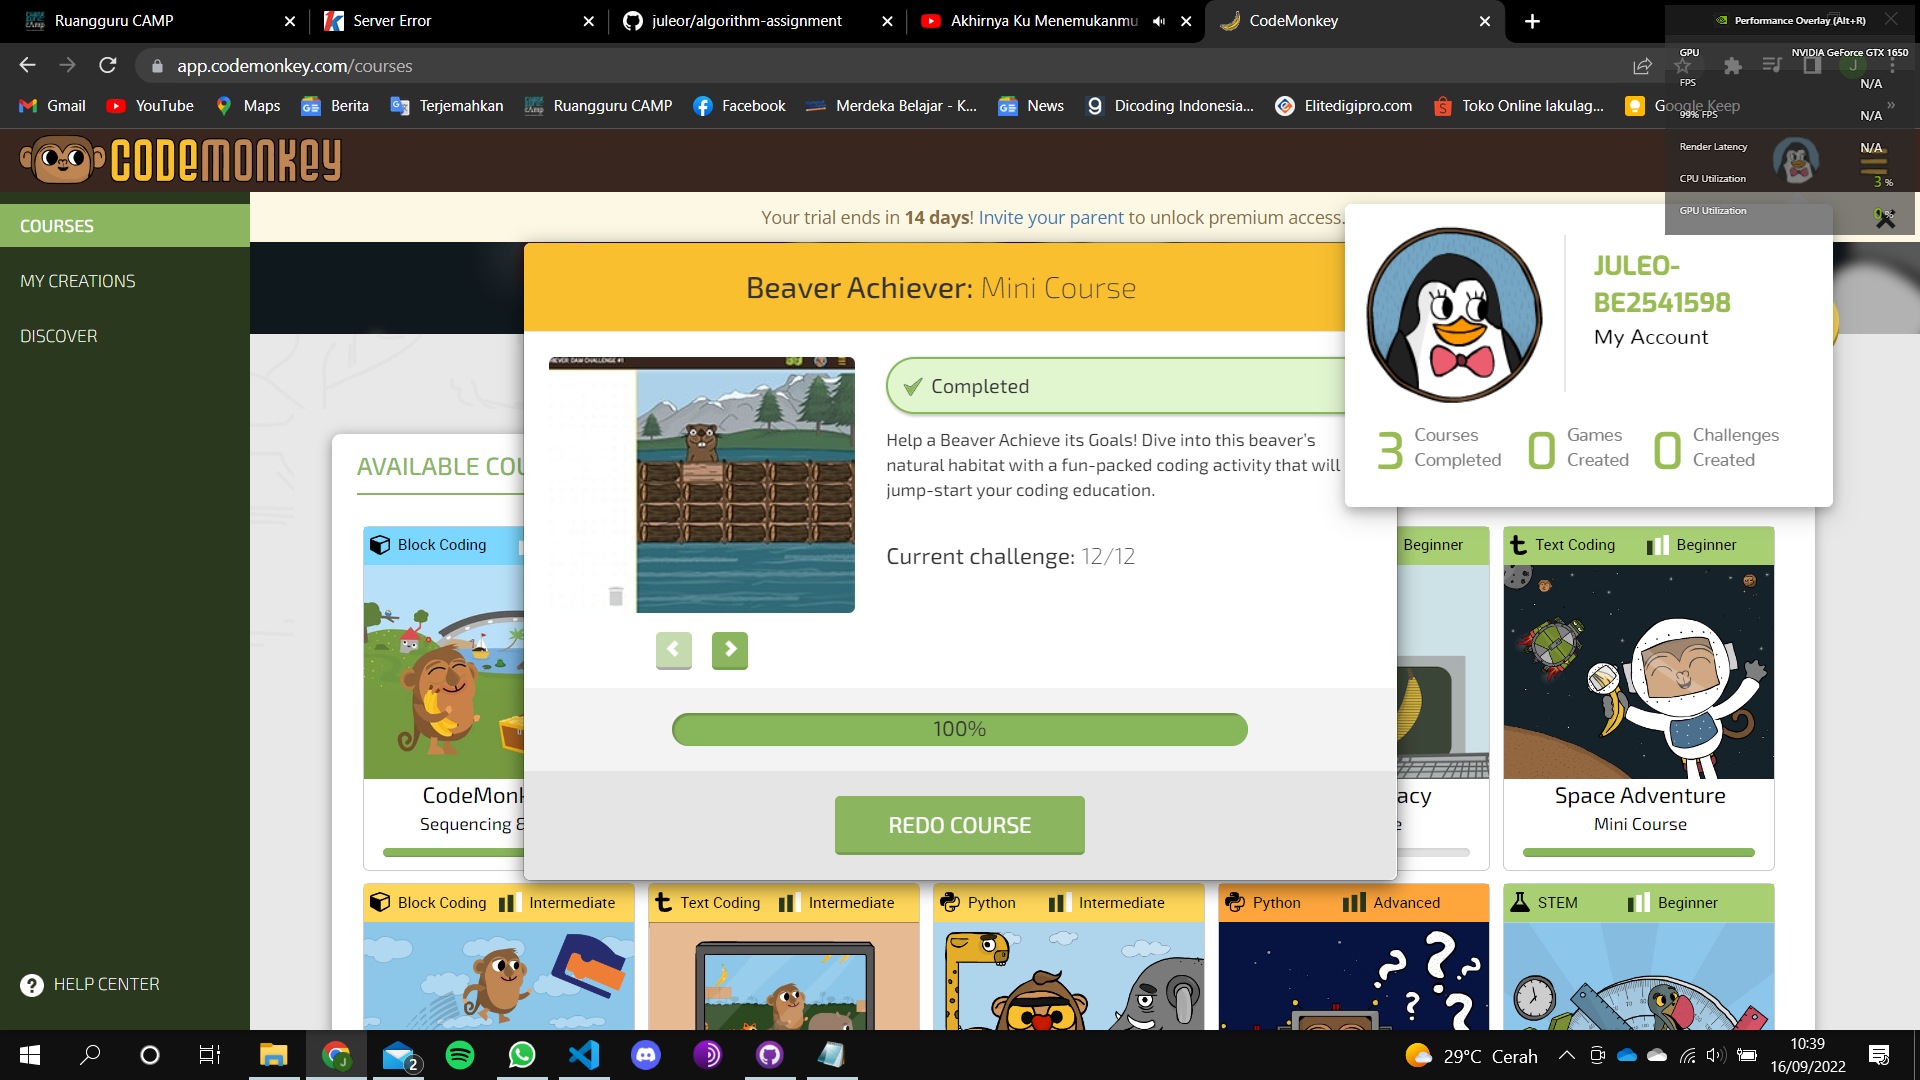 Ruangguru CAMP
Server Error
juleor/algorithm-assignment
Akhirnya Ku Menemukanmu
CodeMonkey
Performance Overlay (Alt+R)
app.codemonkey.com/courses
GPU
NVIDIA GeForce GTX 1650
J
FPS
N/A
99% FPS
N/A
Render Latency
N/A
CPU Utilization
3 %
GPU Utilization
Gmail
YouTube
Maps
Berita
Terjemahkan
Ruangguru CAMP
Facebook
Merdeka Belajar - K...
News
Dicoding Indonesia...
Elitedigipro.com
Toko Online lakulag...
Google Keep
CODEMONKEY
COURSES
MY CREATIONS
DISCOVER
HELP CENTER
Your trial ends in 14 days! Invite your parent to unlock premium access.
JULEO-
BE2541598
My Account
3 Courses Completed
0 Games Created
0 Challenges Created
Beaver Achiever: Mini Course
Completed
Help a Beaver Achieve its Goals! Dive into this beaver's
natural habitat with a fun-packed coding activity that will
jump-start your coding education.
Current challenge: 12/12
100%
REDO COURSE
AVAILABLE COU
Block Coding
Beginner
Text Coding
Beginner
CodeMonk
Sequencing &
acy
Space Adventure
Mini Course
Block Coding
Intermediate
Text Coding
Intermediate
Python
Intermediate
Python
Advanced
STEM
Beginner
2
29°C Cerah
10:39
16/09/2022